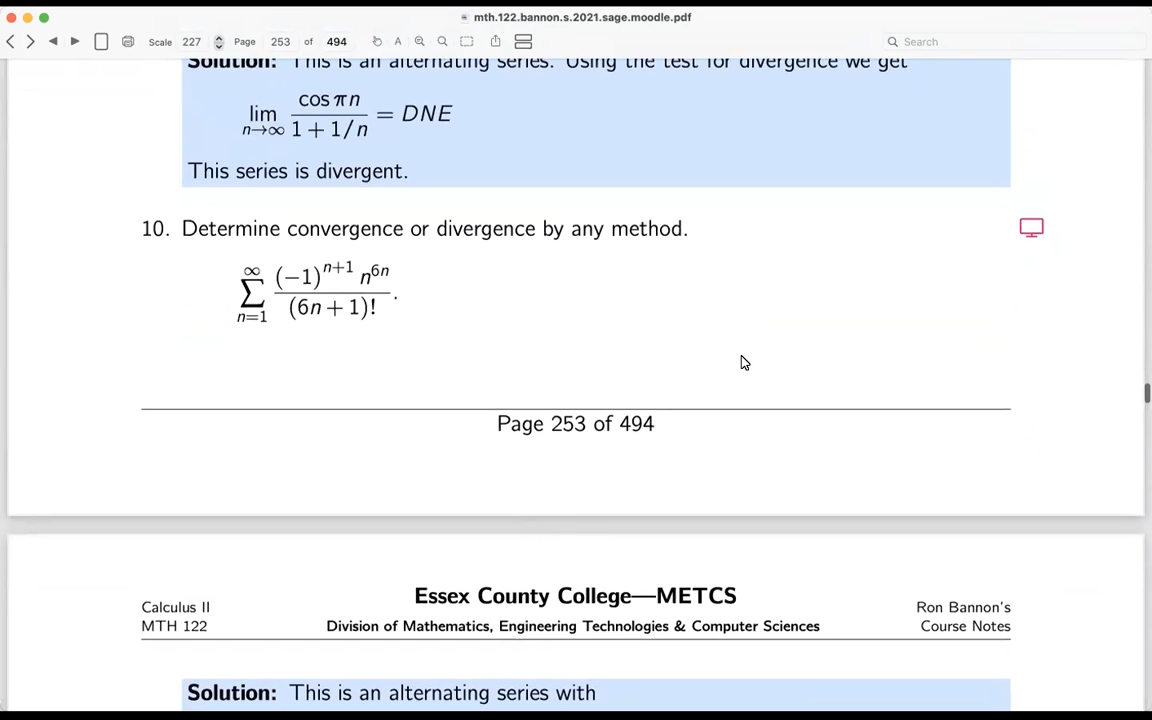 mth.122.bannon.s.2021.sage.moodle.pdf
Scale 227 Page 253 of 494 Search
Solution: This is an alternating series. Using the test for divergence we get
lim n→∞ cos πn / (1 + 1/n) = DNE
This series is divergent.
10. Determine convergence or divergence by any method.
∑_{n=1}^{∞} (−1)^{n+1} n^{6n} / (6n + 1)! .
Page 253 of 494
Essex County College—METCS
Calculus II
MTH 122
Division of Mathematics, Engineering Technologies & Computer Sciences
Ron Bannon's
Course Notes
Solution: This is an alternating series with